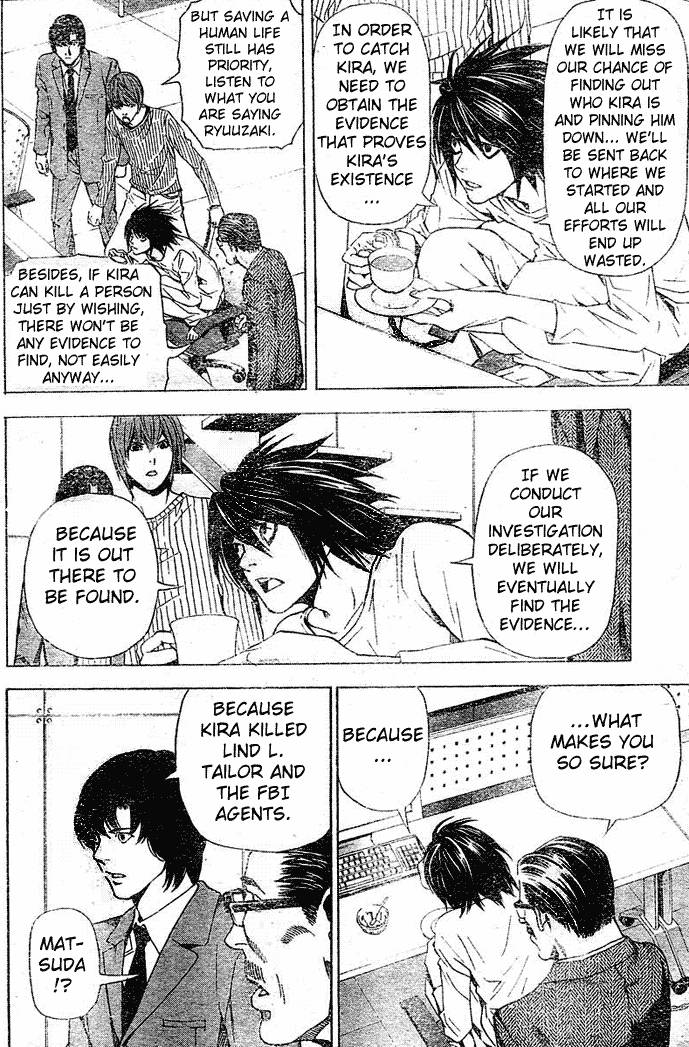 IT IS
LIKELY THAT
WE WILL MISS
OUR CHANCE OF
FINDING OUT
WHO KIRA IS
AND PINNING HIM
DOWN... WE'LL
BE SENT BACK
TO WHERE WE
STARTED AND
ALL OUR
EFFORTS WILL
END UP
WASTED.
IN ORDER
TO CATCH
KIRA, WE
NEED TO
OBTAIN THE
EVIDENCE
THAT PROVES
KIRA'S
EXISTENCE
...
BUT SAVING A
HUMAN LIFE
STILL HAS
PRIORITY,
LISTEN TO
WHAT YOU
ARE SAYING
RYUUZAKI.
BESIDES, IF KIRA
CAN KILL A PERSON
JUST BY WISHING,
THERE WON'T BE
ANY EVIDENCE TO
FIND, NOT EASILY
ANYWAY...
IF WE
CONDUCT
OUR
INVESTIGATION
DELIBERATELY,
WE WILL
EVENTUALLY
FIND THE
EVIDENCE...
BECAUSE
IT IS OUT
THERE TO
BE FOUND.
...WHAT
MAKES YOU
SO SURE?
BECAUSE
...
BECAUSE
KIRA KILLED
LIND L.
TAILOR AND
THE FBI
AGENTS.
MAT-
SUDA
!?